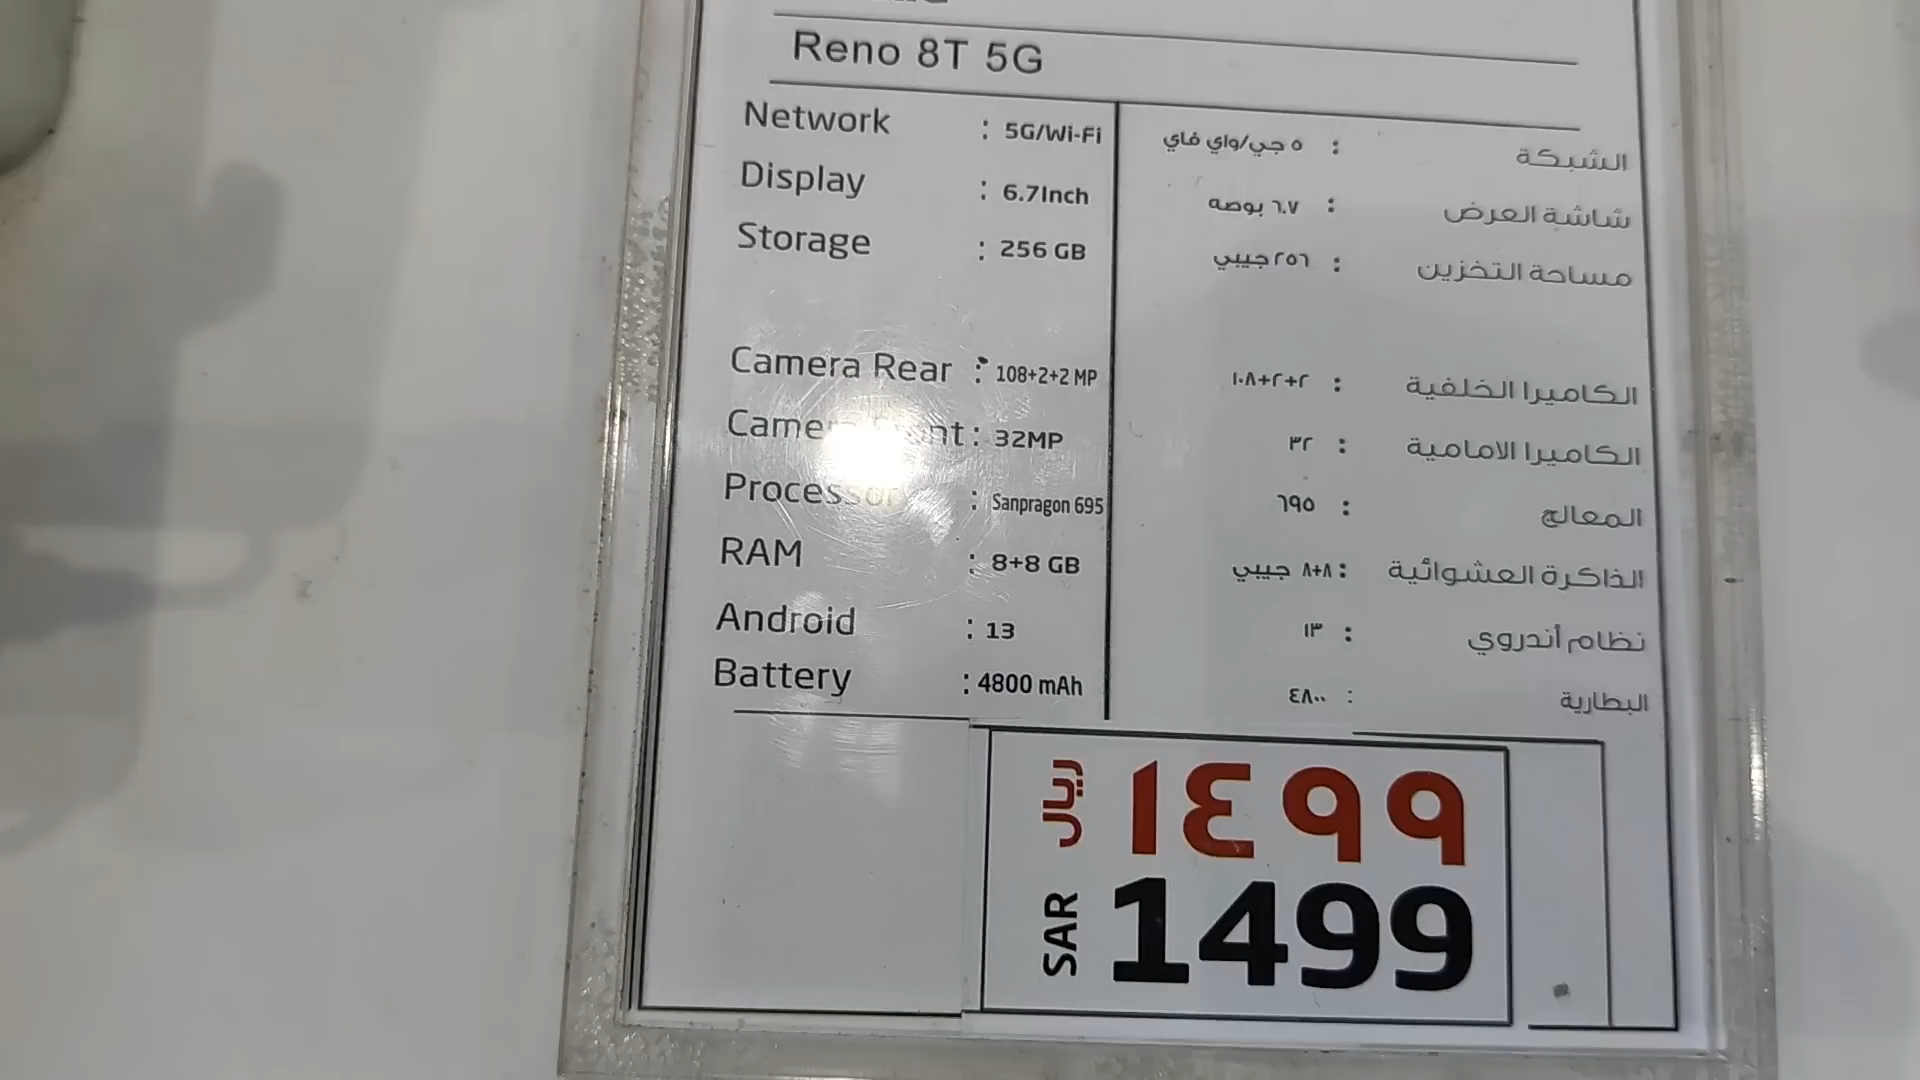 Reno 8T 5G
Network : 5G/Wi-Fi
Display : 6.7Inch
Storage : 256 GB
Camera Rear : 108+2+2 MP
: 32MP
Processor : Sanpragon 695
RAM : 8+8 GB
Android : 13
Battery : 4800 mAh
الشبكة : ٥ جي/واي فاي
شاشة العرض : ٦.٧ بوصه
مساحة التخزين : ٢٥٦ جيبي
الكاميرا الخلفية : ١٠٨+٢+٢
الكاميرا الامامية : ٣٢
المعالج : ٦٩٥
الذاكرة العشوائية : ٨+٨ جيبي
نظام أندروي : ١٣
البطارية : ٤٨٠٠
١٤٩٩ ريال
SAR 1499